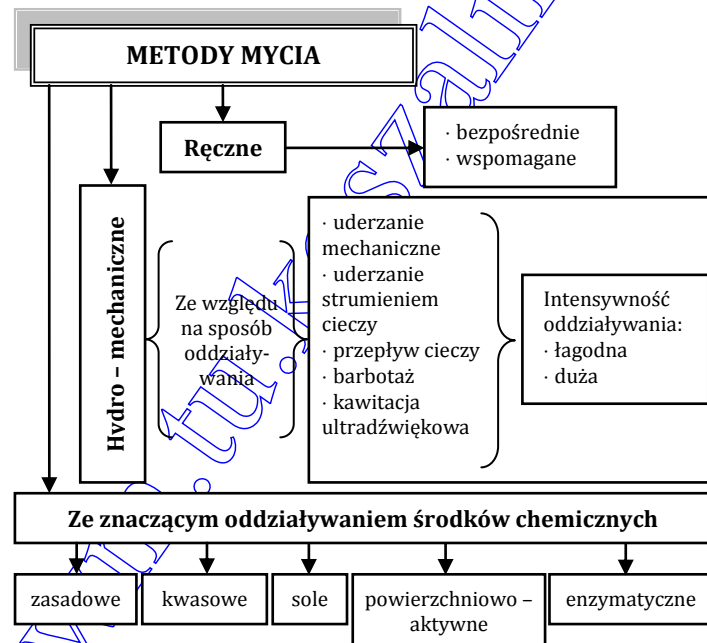 METODY MYCIA
Ręczne
· bezpośrednie
· wspomagane
Hydro – mechaniczne
Ze względu
na sposób
oddziały-
wania
· uderzanie
mechaniczne
· uderzanie
strumieniem
cieczy
· przepływ cieczy
· barbotaż
· kawitacja
ultradźwiękowa
Intensywność
oddziaływania:
· łagodna
· duża
Ze znaczącym oddziaływaniem środków chemicznych
zasadowe
kwasowe
sole
powierzchniowo –
aktywne
enzymatyczne